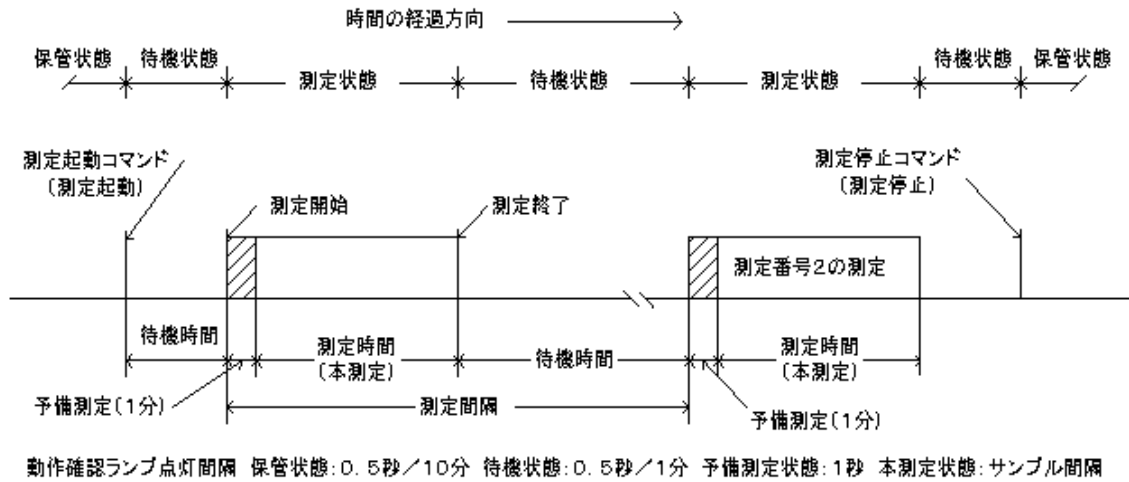 時間の経過方向
保管状態 待機状態 測定状態 待機状態 測定状態 待機状態 保管状態
測定起動コマンド
(測定起動)
測定停止コマンド
(測定停止)
測定開始
測定終了
測定番号2の測定
待機時間
測定時間
(本測定)
待機時間
測定時間
(本測定)
予備測定(1分)
測定間隔
予備測定(1分)
動作確認ランプ点灯間隔 保管状態:0.5秒/10分 待機状態:0.5秒/1分 予備測定状態:1秒 本測定状態:サンプル間隔